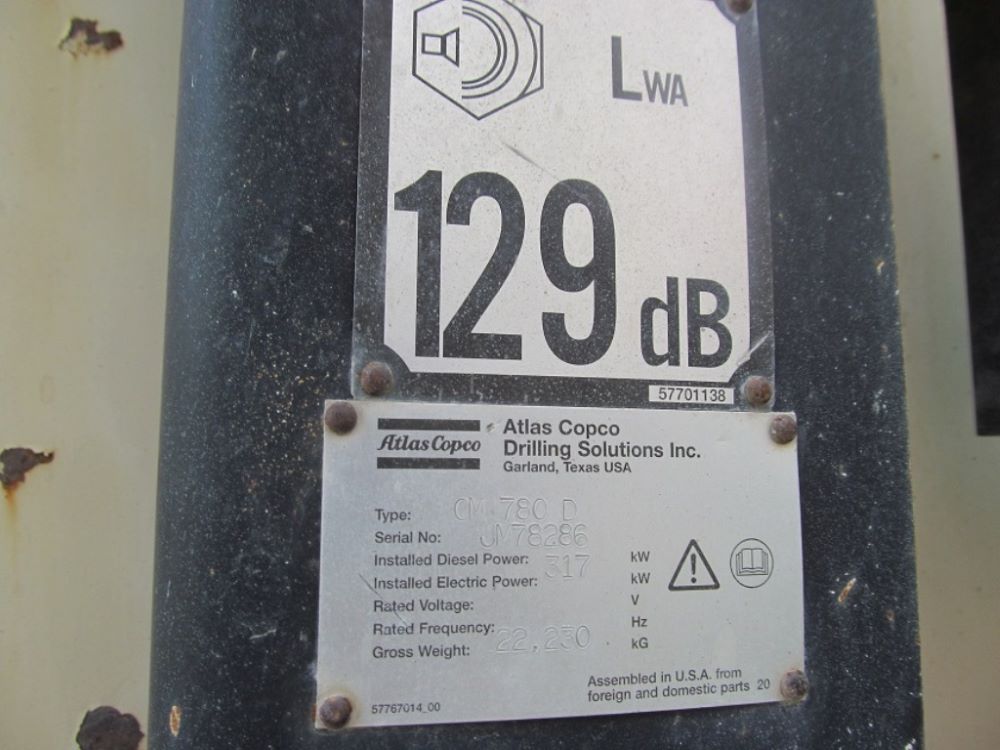 LWA
129 dB
57701138
Atlas Copco
Atlas Copco
Drilling Solutions Inc.
Garland, Texas USA
Type: CM 780 D
Serial No: JM78286
Installed Diesel Power: 317 kW
Installed Electric Power: kW
Rated Voltage: V
Rated Frequency: Hz
Gross Weight: 22,230 kG
Assembled in U.S.A. from
foreign and domestic parts 20
57767014_00